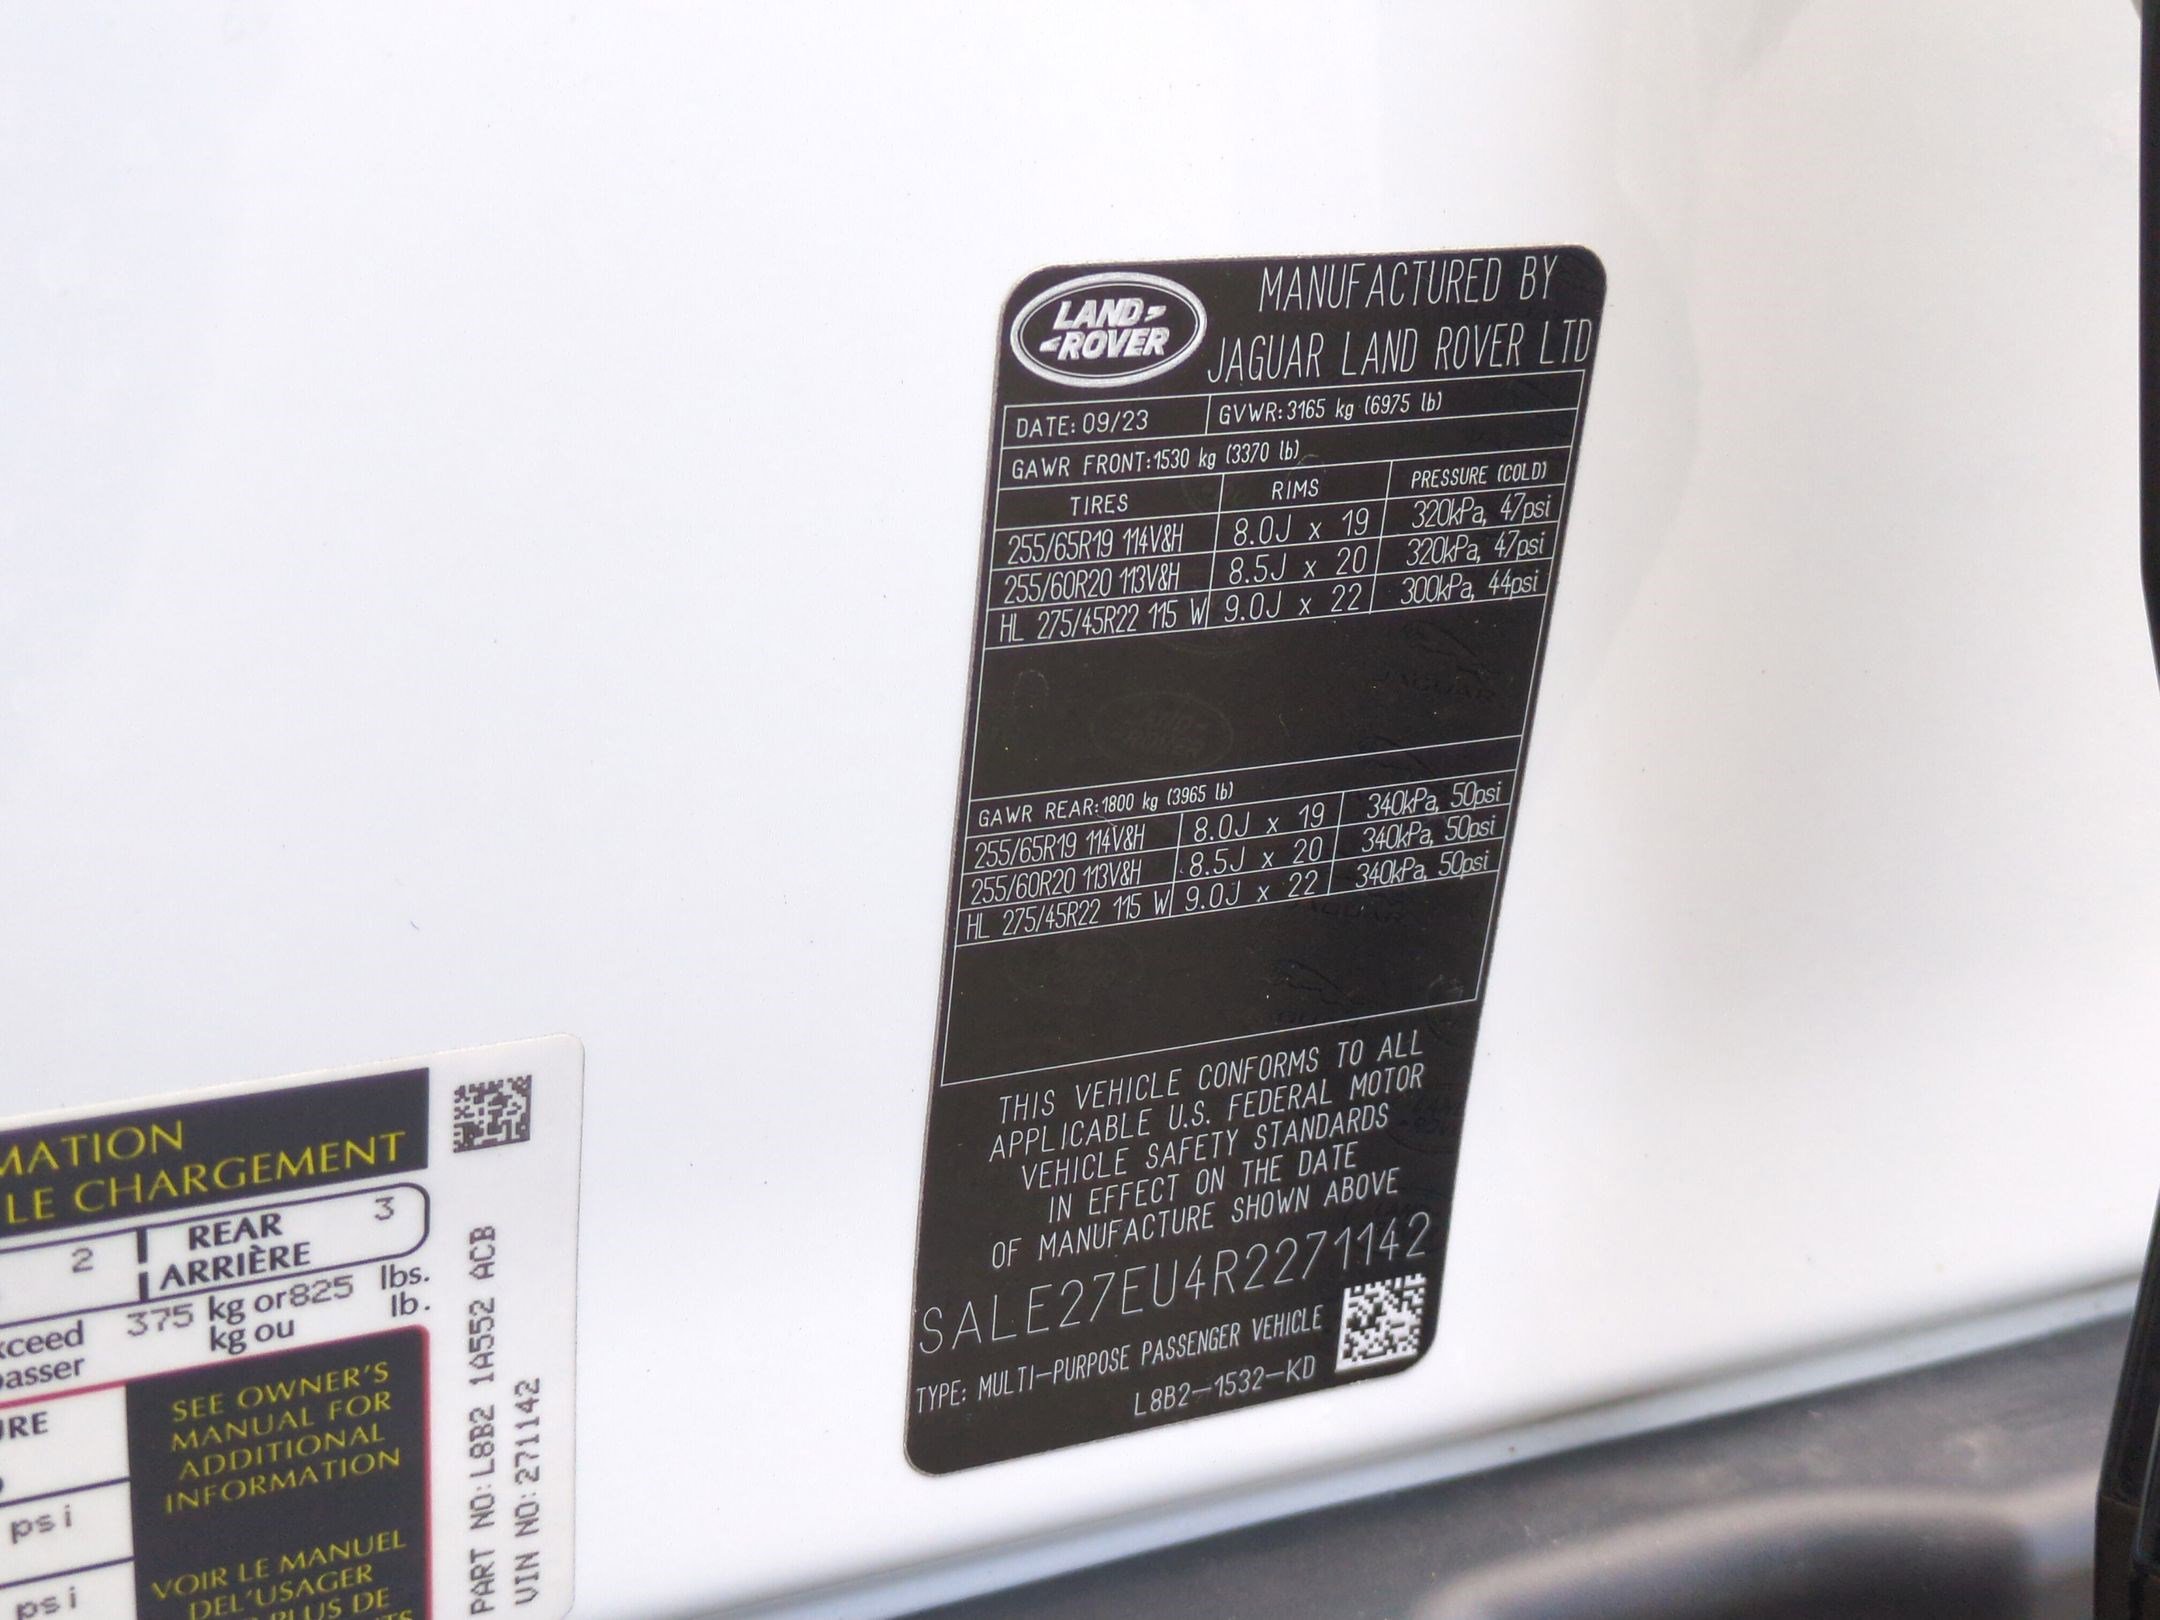 LAND ROVER
MANUFACTURED BY
JAGUAR LAND ROVER LTD
DATE: 09/23 GVWR: 3165 kg (6975 lb)
GAWR FRONT: 1530 kg (3370 lb)
TIRES RIMS PRESSURE (COLD)
255/65R19 114V&H 8.0J x 19 320kPa, 47psi
255/60R20 113V&H 8.5J x 20 320kPa, 47psi
HL 275/45R22 115 W 9.0J x 22 300kPa, 44psi
GAWR REAR: 1800 kg (3965 lb)
255/65R19 114V&H 8.0J x 19 340kPa, 50psi
255/60R20 113V&H 8.5J x 20 340kPa, 50psi
HL 275/45R22 115 W 9.0J x 22 340kPa, 50psi
THIS VEHICLE CONFORMS TO ALL
APPLICABLE U.S. FEDERAL MOTOR
VEHICLE SAFETY STANDARDS
IN EFFECT ON THE DATE
OF MANUFACTURE SHOWN ABOVE
SALE27EU4R2271142
TYPE: MULTI-PURPOSE PASSENGER VEHICLE
L8B2-1532-KD
MATION
LE CHARGEMENT
2 REAR 3
ARRIÈRE
xceed 375 kg or 825 lbs.
passer kg ou lb.
URE
psi
psi
SEE OWNER'S
MANUAL FOR
ADDITIONAL
INFORMATION
VOIR LE MANUEL
DEL'USAGER
PLUS DE
PART NO: L8B2 1A552 ACB
VIN NO: 271142